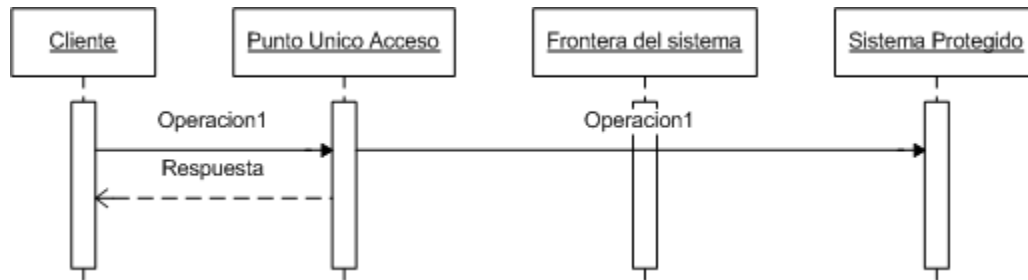 Cliente
Punto Unico Acceso
Frontera del sistema
Sistema Protegido
Operacion1
Operacion1
Respuesta